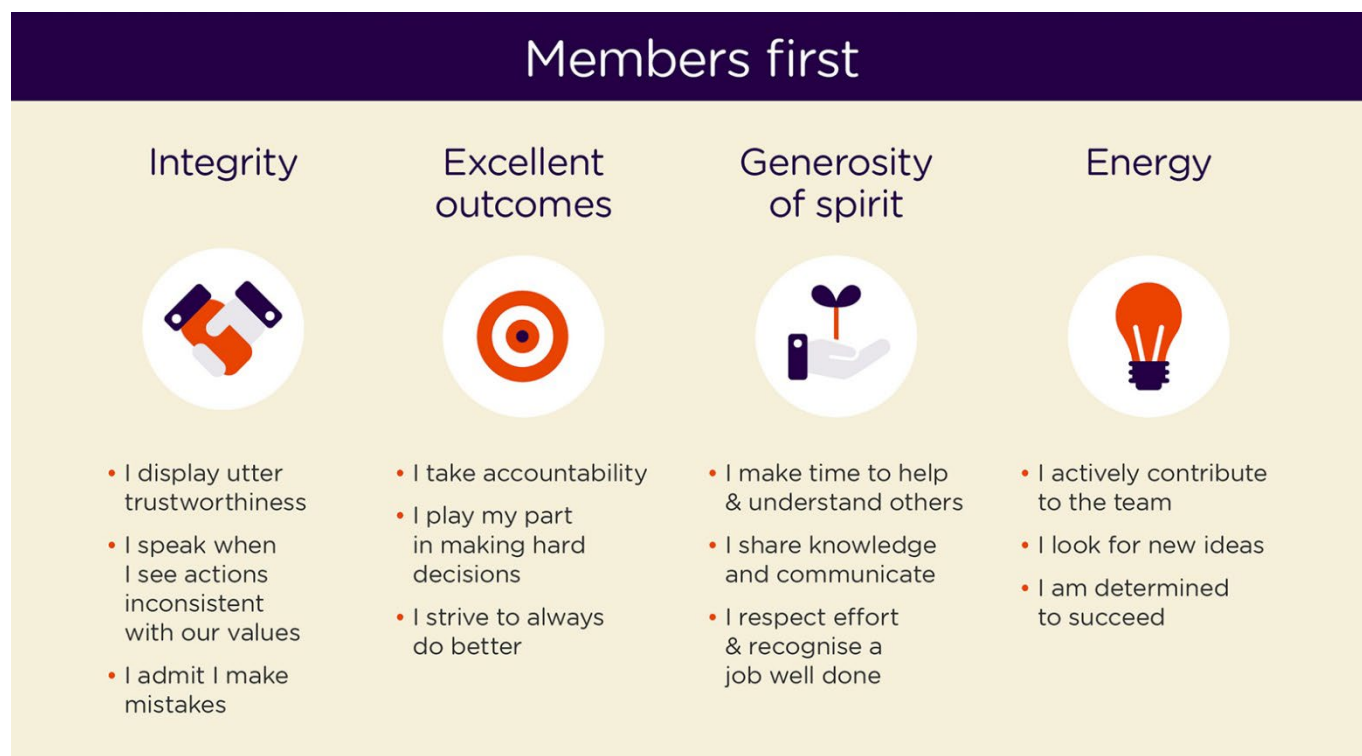 Members first
Integrity
• I display utter
trustworthiness
• I speak when
I see actions
inconsistent
with our values
• I admit I make
mistakes
Excellent
outcomes
• I take accountability
• I play my part
in making hard
decisions
• I strive to always
do better
Generosity
of spirit
• I make time to help
& understand others
• I share knowledge
and communicate
• I respect effort
& recognise a
job well done
Energy
• I actively contribute
to the team
• I look for new ideas
• I am determined
to succeed